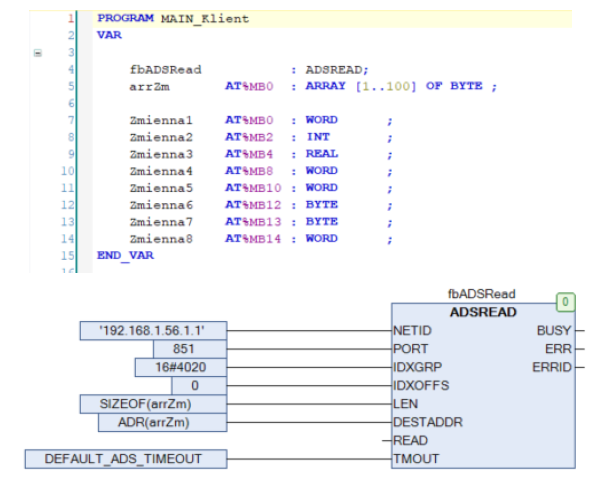 1 PROGRAM MAIN_Klient
2 VAR
3
4 fbADSRead : ADSREAD;
5 arrZm AT%MB0 : ARRAY [1..100] OF BYTE ;
6
7 Zmienna1 AT%MB0 : WORD ;
8 Zmienna2 AT%MB2 : INT ;
9 Zmienna3 AT%MB4 : REAL ;
10 Zmienna4 AT%MB8 : WORD ;
11 Zmienna5 AT%MB10 : WORD ;
12 Zmienna6 AT%MB12 : BYTE ;
13 Zmienna7 AT%MB13 : BYTE ;
14 Zmienna8 AT%MB14 : WORD ;
15 END_VAR
fbADSRead 0
ADSREAD
'192.168.1.56.1.1' NETID BUSY
851 PORT ERR
16#4020 IDXGRP ERRID
0 IDXOFFS
SIZEOF(arrZm) LEN
ADR(arrZm) DESTADDR
READ
DEFAULT_ADS_TIMEOUT TMOUT